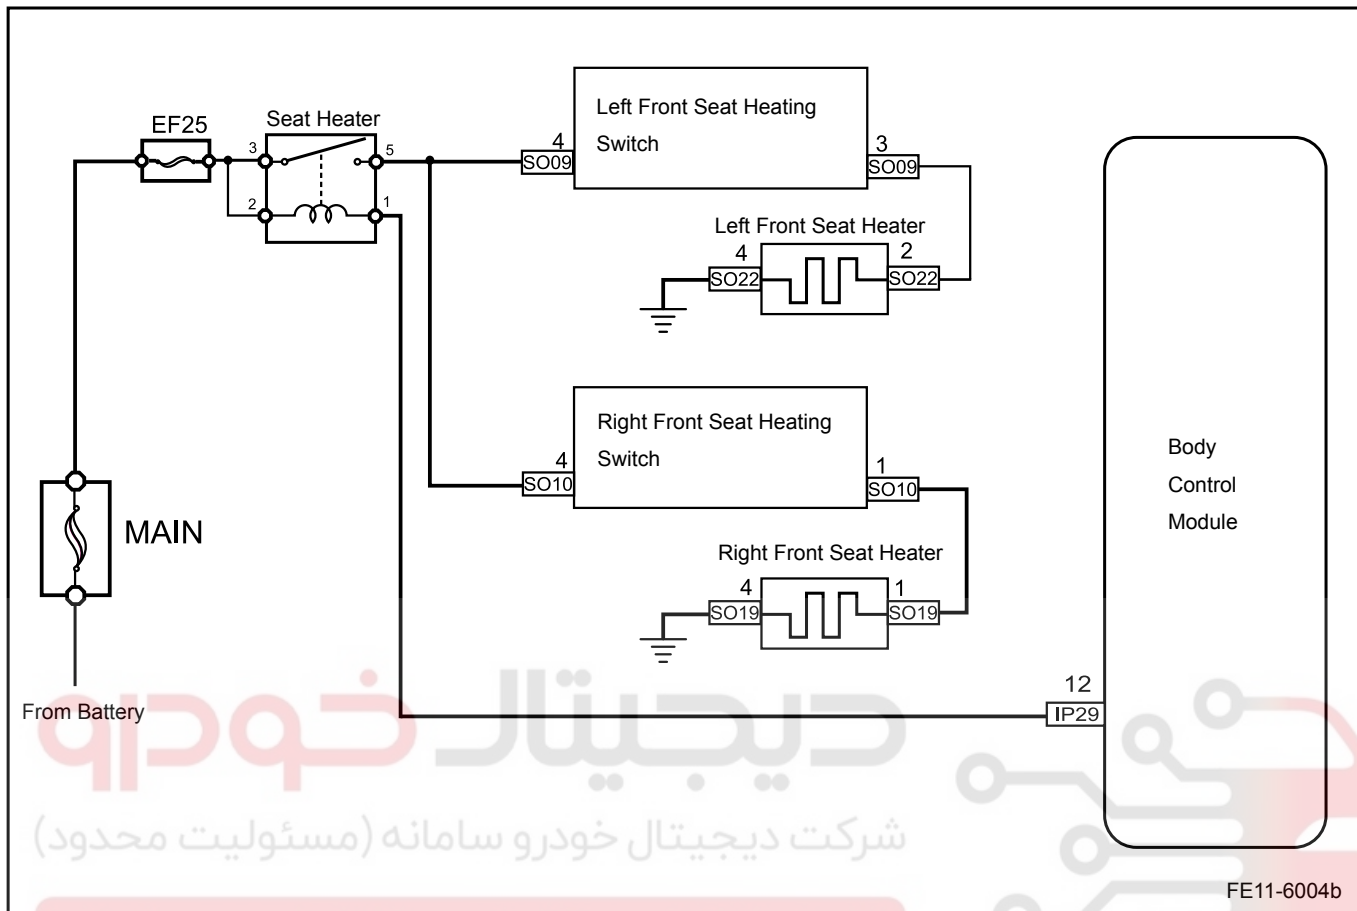 EF25
Seat Heater
3
5
2
1
Left Front Seat Heating
Switch
4
SO09
3
SO09
Left Front Seat Heater
4
SO22
2
SO22
Right Front Seat Heating
Switch
4
SO10
1
SO10
Right Front Seat Heater
4
SO19
1
SO19
MAIN
From Battery
Body
Control
Module
12
IP29
دیجیتال خودرو
شرکت دیجیتال خودرو سامانه (مسئولیت محدود)
FE11-6004b